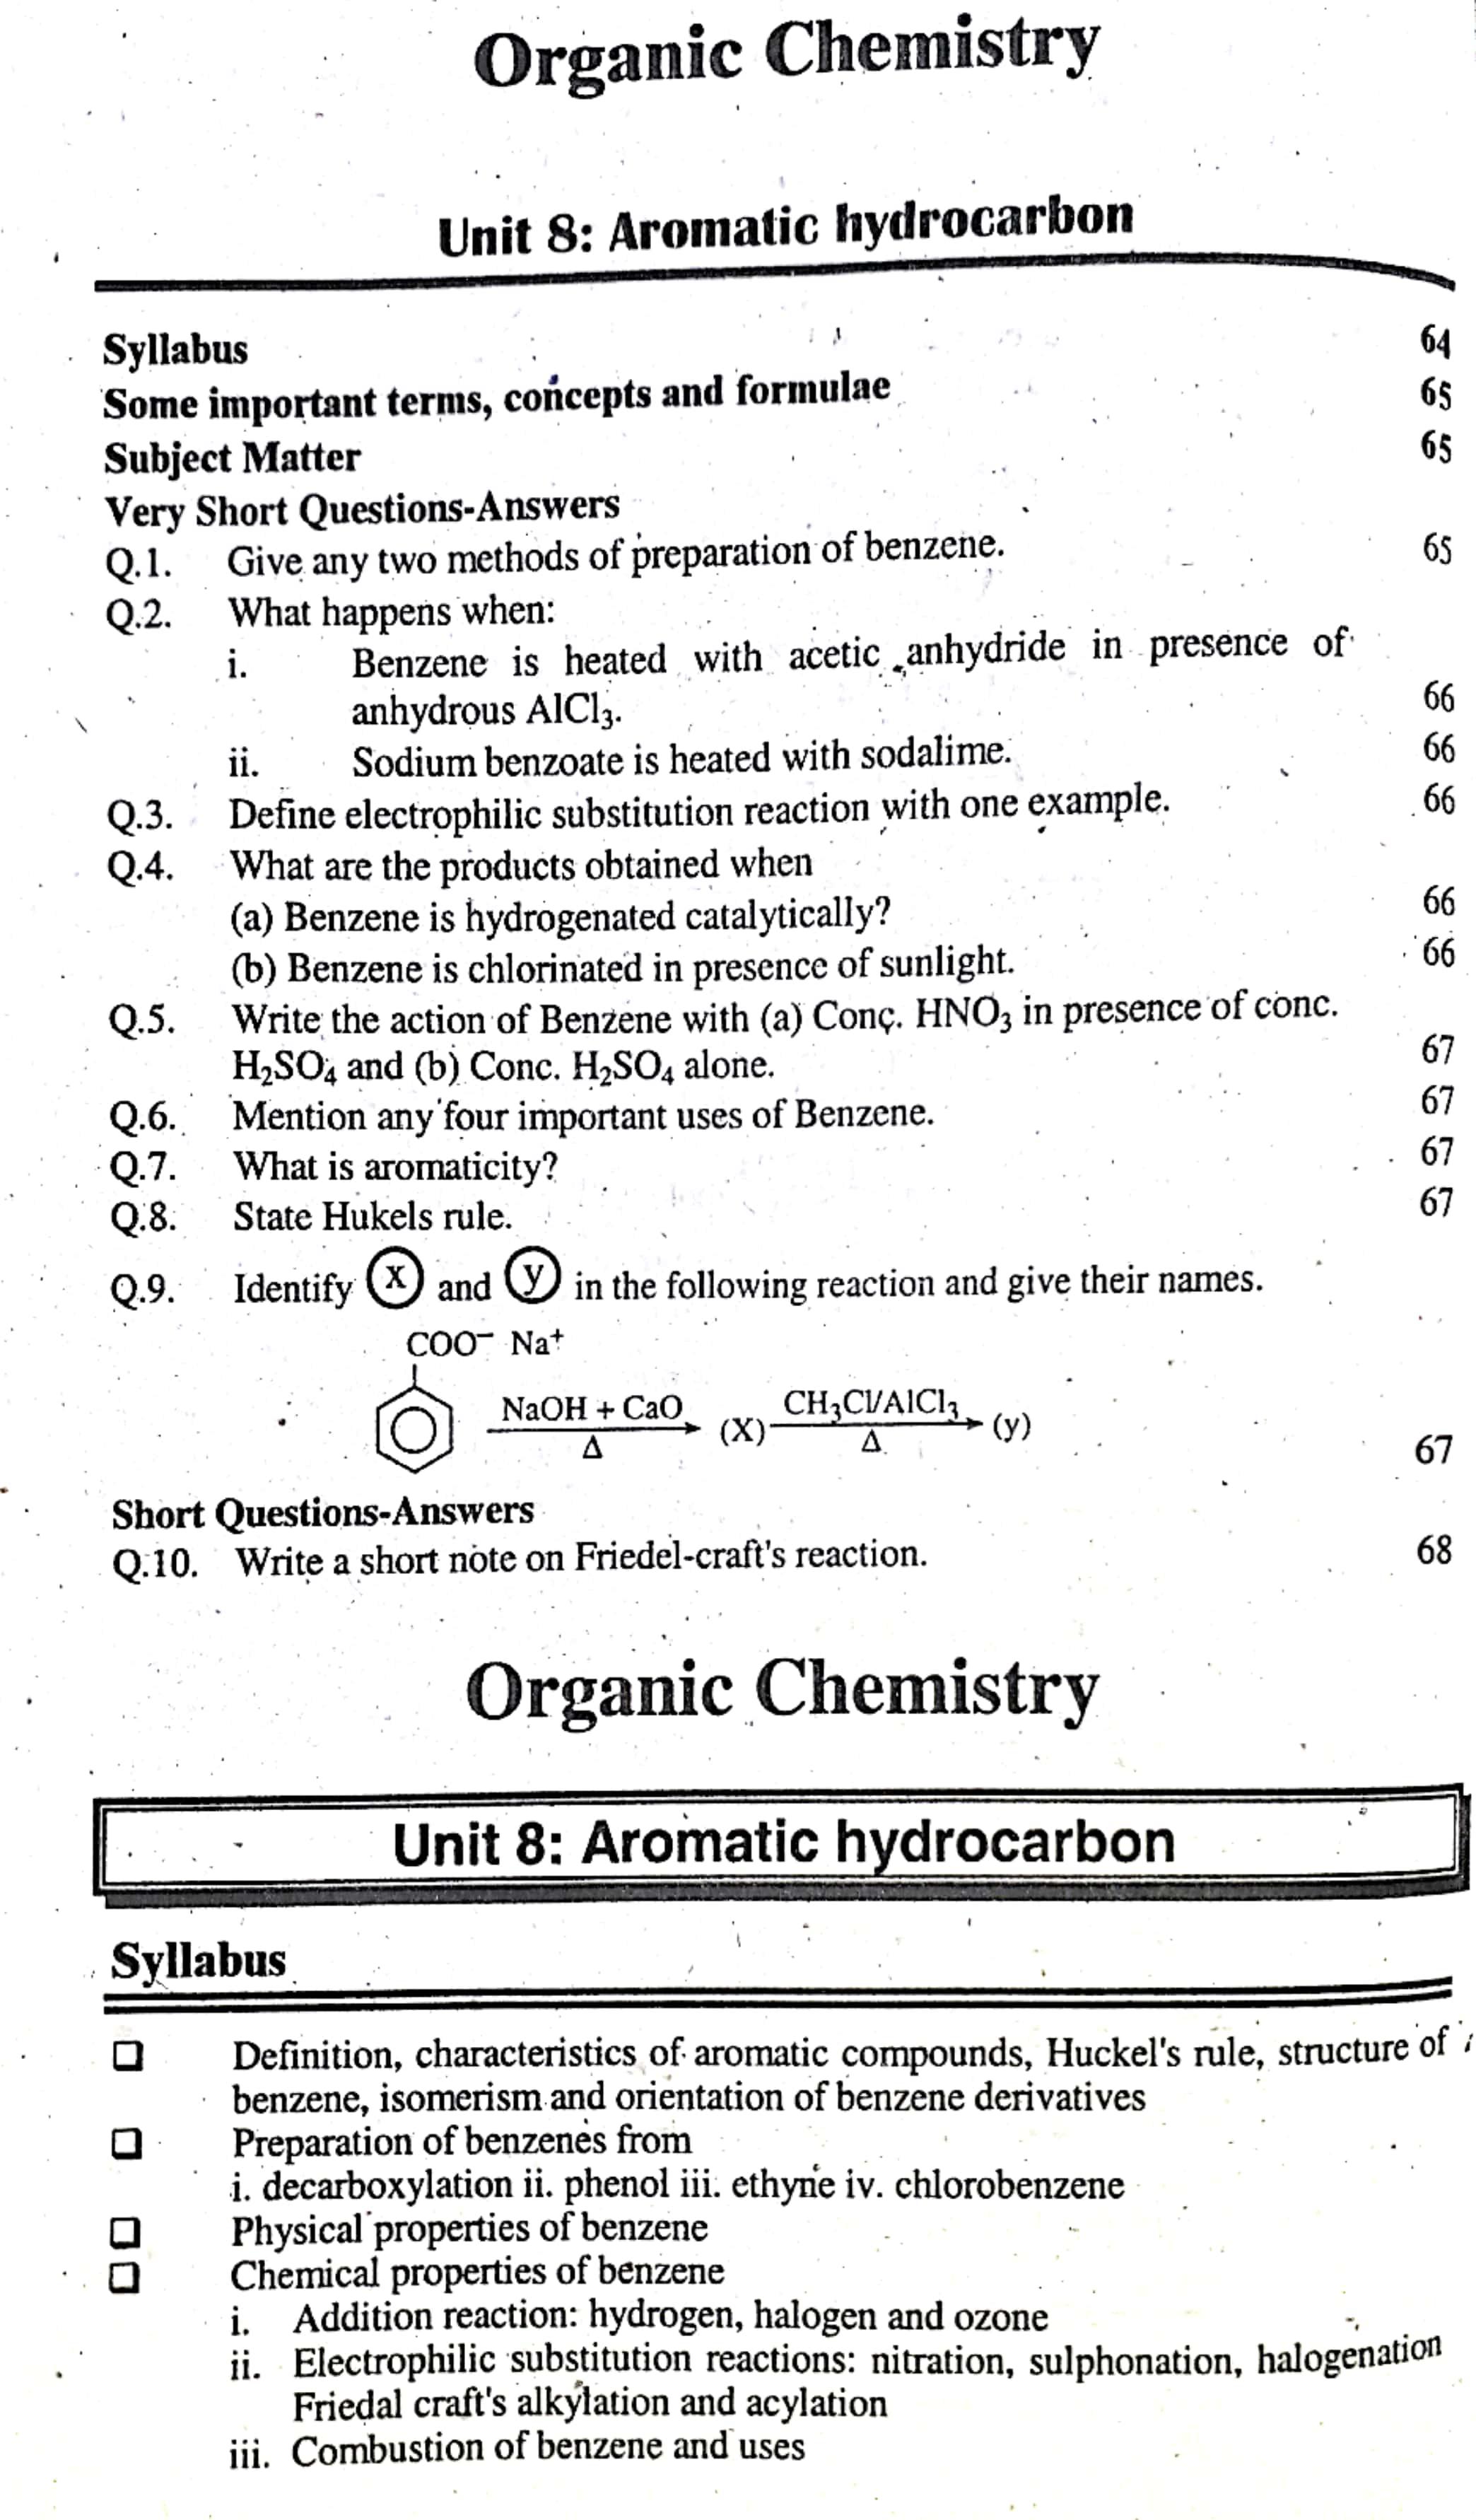 Organic Chemistry
Unit 8: Aromatic hydrocarbon
Syllabus 64
Some important terms, concepts and formulae 65
Subject Matter 65
Very Short Questions-Answers
Q.1. Give any two methods of preparation of benzene. 65
Q.2. What happens when:
i. Benzene is heated with acetic anhydride in presence of
anhydrous AlCl₃. 66
ii. Sodium benzoate is heated with sodalime. 66
Q.3. Define electrophilic substitution reaction with one example. 66
Q.4. What are the products obtained when
(a) Benzene is hydrogenated catalytically? 66
(b) Benzene is chlorinated in presence of sunlight. 66
Q.5. Write the action of Benzene with (a) Conc. HNO₃ in presence of conc.
H₂SO₄ and (b) Conc. H₂SO₄ alone. 67
Q.6. Mention any four important uses of Benzene. 67
Q.7. What is aromaticity? 67
Q.8. State Hukels rule. 67
Q.9. Identify x and y in the following reaction and give their names.
COO⁻ Na⁺
NaOH + CaO CH₃Cl/AlCl₃
(X) (y)
Δ Δ
67
Short Questions-Answers
Q.10. Write a short note on Friedel-craft's reaction. 68
Organic Chemistry
Unit 8: Aromatic hydrocarbon
Syllabus
Definition, characteristics of aromatic compounds, Huckel's rule, structure of
benzene, isomerism and orientation of benzene derivatives
Preparation of benzenes from
i. decarboxylation ii. phenol iii. ethyne iv. chlorobenzene
Physical properties of benzene
Chemical properties of benzene
i. Addition reaction: hydrogen, halogen and ozone
ii. Electrophilic substitution reactions: nitration, sulphonation, halogenation
Friedal craft's alkylation and acylation
iii. Combustion of benzene and uses